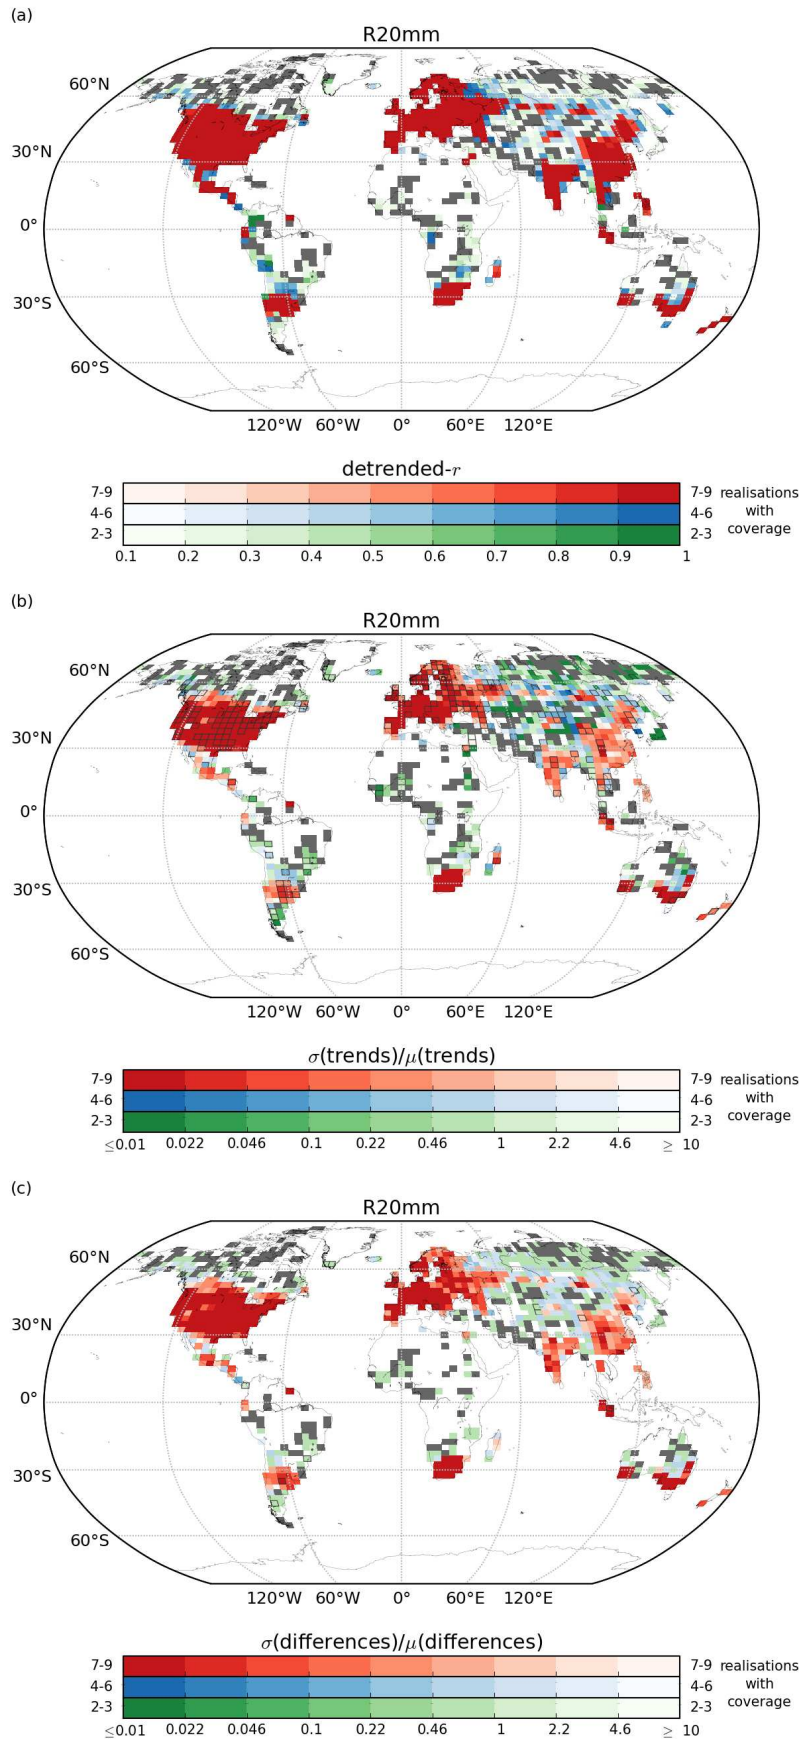 (a)
R20mm
60°N
30°N
0°
30°S
60°S
120°W 60°W 0° 60°E 120°E
detrended-r
7-9 7-9 realisations
4-6 4-6 with
2-3 2-3 coverage
0.1 0.2 0.3 0.4 0.5 0.6 0.7 0.8 0.9 1
(b)
R20mm
60°N
30°N
0°
30°S
60°S
120°W 60°W 0° 60°E 120°E
σ(trends)/μ(trends)
7-9 7-9 realisations
4-6 4-6 with
2-3 2-3 coverage
≤0.01 0.022 0.046 0.1 0.22 0.46 1 2.2 4.6 ≥ 10
(c)
R20mm
60°N
30°N
0°
30°S
60°S
120°W 60°W 0° 60°E 120°E
σ(differences)/μ(differences)
7-9 7-9 realisations
4-6 4-6 with
2-3 2-3 coverage
≤0.01 0.022 0.046 0.1 0.22 0.46 1 2.2 4.6 ≥ 10